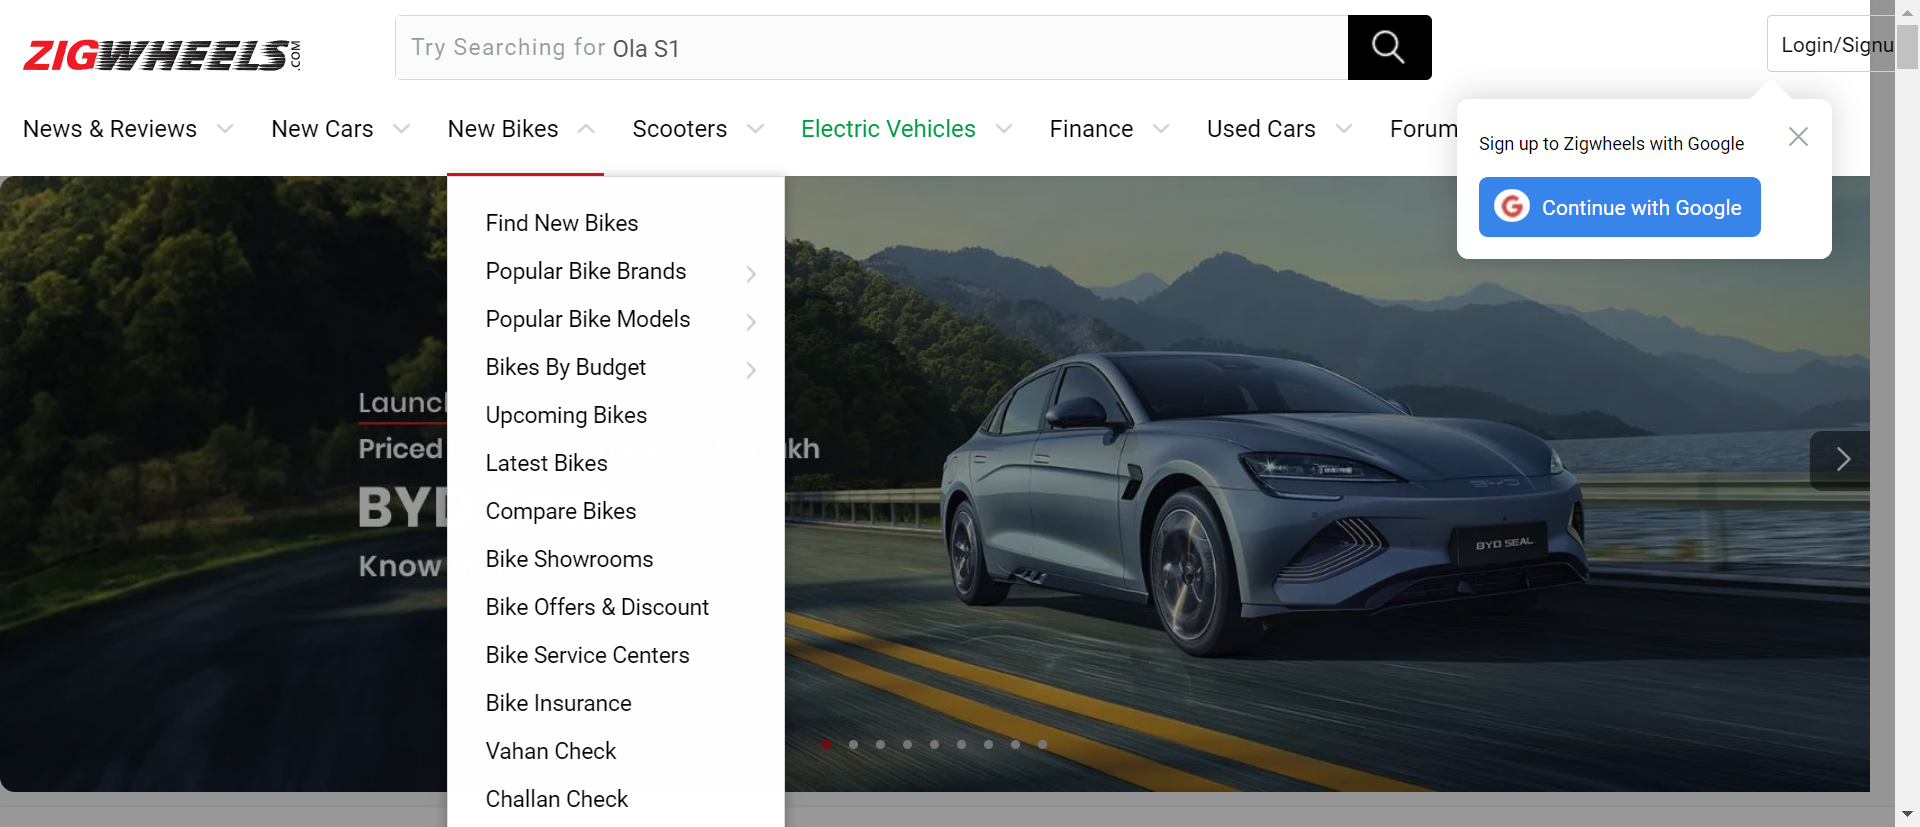 ZIGWHEELS.COM
Try Searching for Ola S1
Login/Signu
News & Reviews
New Cars
New Bikes
Scooters
Electric Vehicles
Finance
Used Cars
Forum
Sign up to Zigwheels with Google
G Continue with Google
Find New Bikes
Popular Bike Brands
Popular Bike Models
Bikes By Budget
Upcoming Bikes
Latest Bikes
Compare Bikes
Bike Showrooms
Bike Offers & Discount
Bike Service Centers
Bike Insurance
Vahan Check
Challan Check
Launc
Priced
akh
BYD
Know
BYD
BYD SEAL